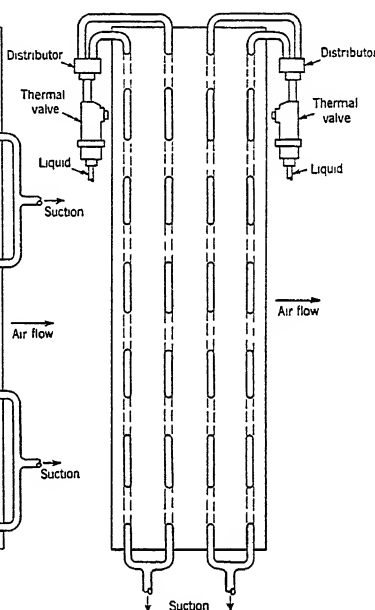 Distributor
Thermal
valve
Liquid
Suction
Air flow
Suction
Distributor
Thermal
valve
Liquid
Air flow
Suction